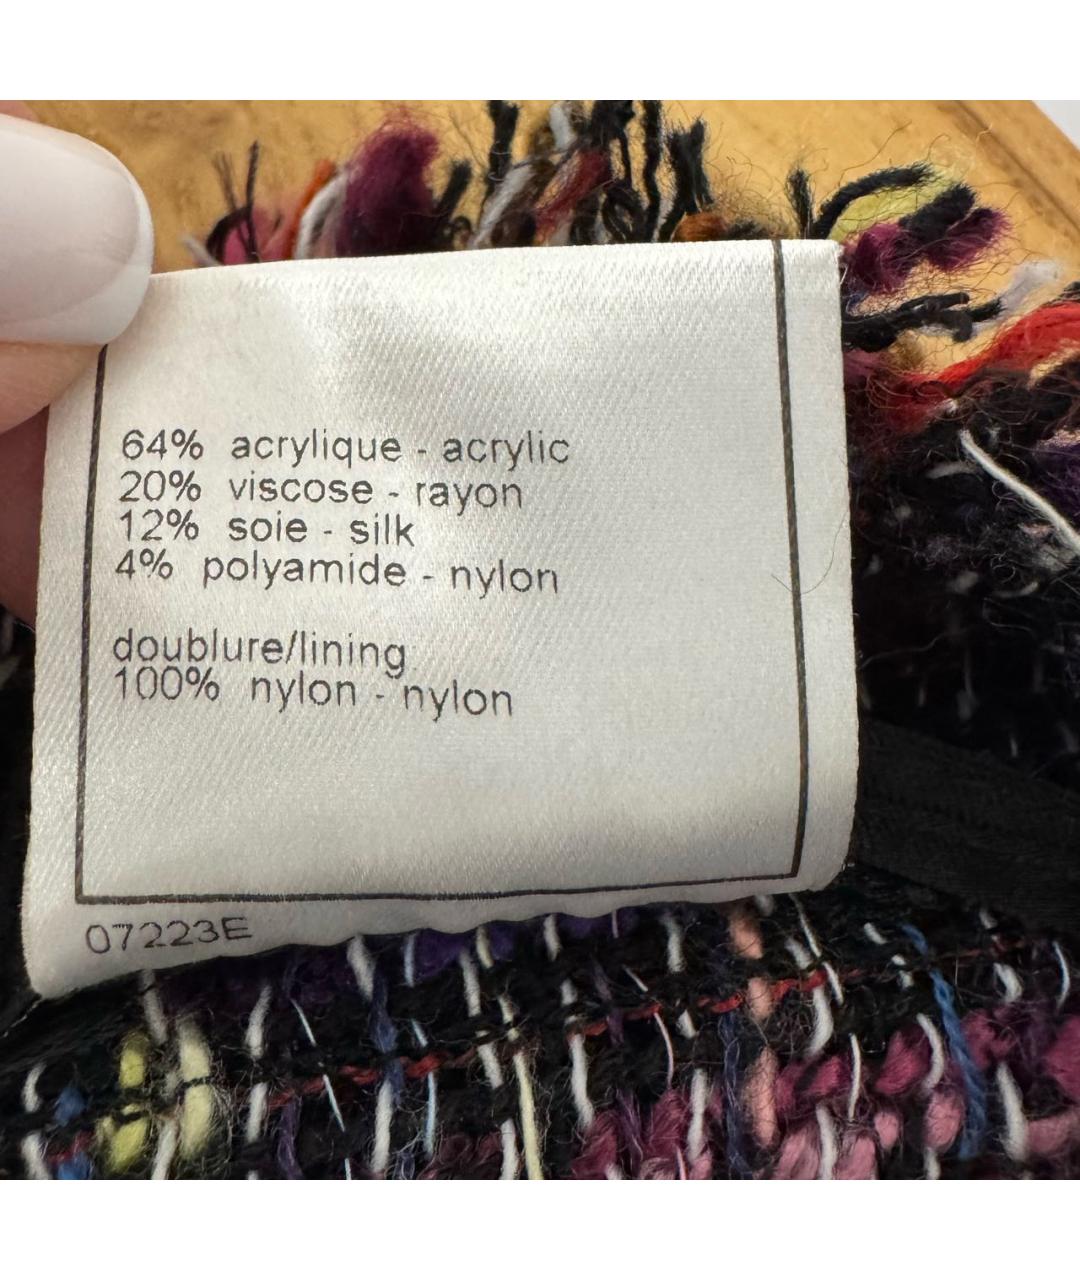 64% acrylique - acrylic
20% viscose - rayon
12% soie - silk
4% polyamide - nylon
doublure/lining
100% nylon - nylon
07223E